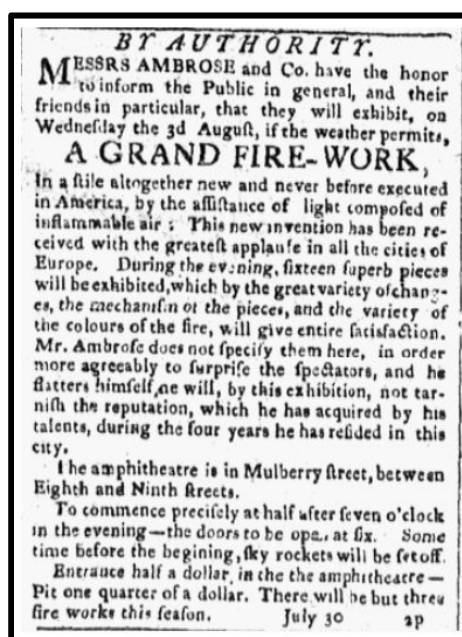 BY AUTHORITY.
MESSRS AMBROSE and Co. have the honor
to inform the Public in general, and their
friends in particular, that they will exhibit, on
Wedneſday the 3d Auguſt, if the weather permits,
A GRAND FIRE-WORK,
In a ſtile altogether new and never before executed
in America, by the aſſiſtance of light compoſed of
inflammable air: This new invention has been re-
ceived with the greateſt applauſe in all the cities of
Europe. During the evening, ſixteen ſuperb pieces
will be exhibited, which by the great variety of chang-
es, the mechaniſm of the pieces, and the variety of
the colours of the fire, will give entire ſatisfaction.
Mr. Ambroſe does not ſpecify them here, in order
more agreeably to ſurpriſe the ſpectators, and he
flatters himſelf, he will, by this exhibition, not tar-
niſh the reputation, which he has acquired by his
talents, during the four years he has reſided in this
city.
The amphitheatre is in Mulberry ſtreet, between
Eighth and Ninth ſtreets.
To commence preciſely at half after ſeven o'clock
in the evening—the doors to be open at ſix. Some
time before the begining, ſky rockets will be ſet off.
Entrance half a dollar in the the amphitheatre—
Pit one quarter of a dollar. There will be but three
fire works this ſeaſon. July 30 2p